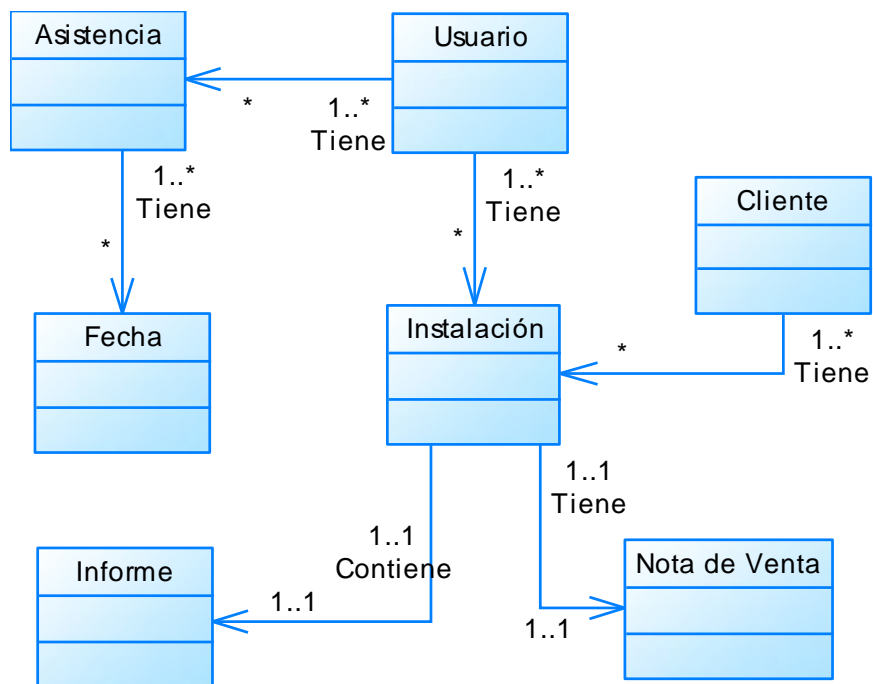 Asistencia
Usuario
*
1..*
Tiene
1..*
Tiene
*
1..*
Tiene
*
Cliente
Fecha
Instalación
*
1..*
Tiene
1..1
Tiene
1..1
Contiene
1..1
Informe
Nota de Venta
1..1